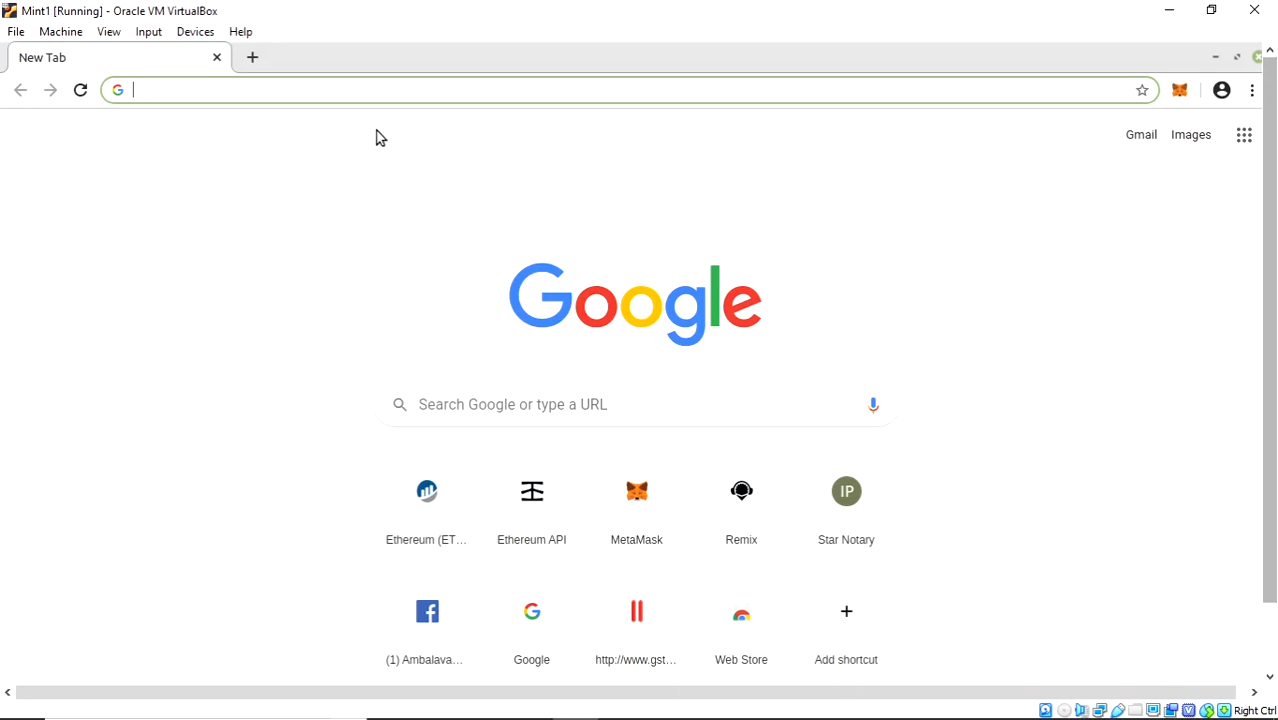 Mint1 [Running] - Oracle VM VirtualBox
File Machine View Input Devices Help
New Tab
Gmail Images
Google
Search Google or type a URL
IP
Ethereum (ET... Ethereum API MetaMask Remix Star Notary
(1) Ambalava... Google http://www.gst... Web Store Add shortcut
Right Ctrl